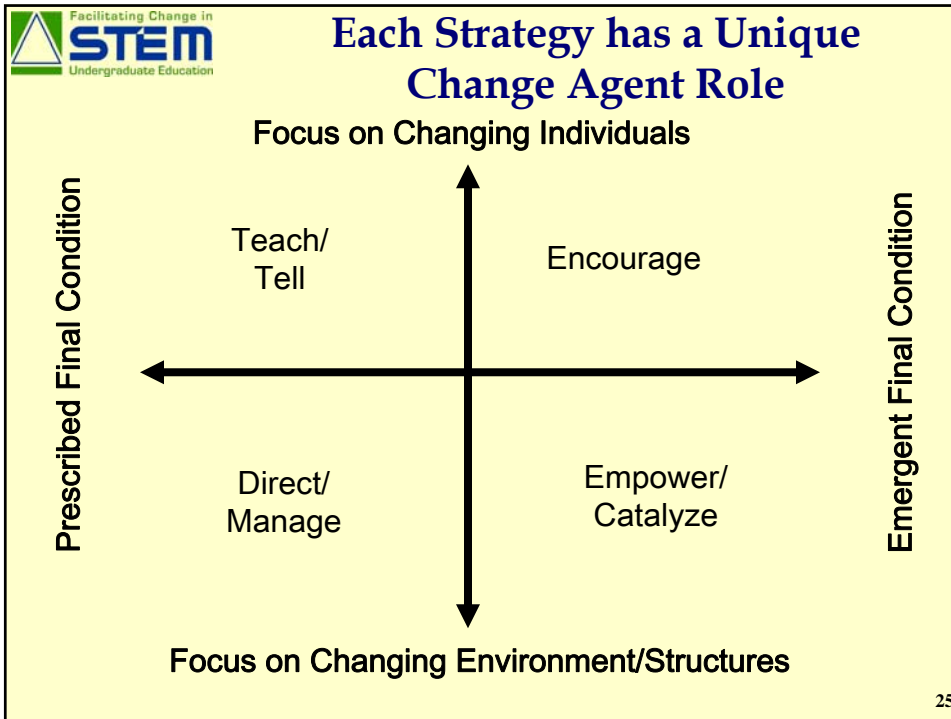 Facilitating Change in
STEM
Undergraduate Education
Each Strategy has a Unique
Change Agent Role
Focus on Changing Individuals
Prescribed Final Condition
Teach/
Tell
Encourage
Emergent Final Condition
Direct/
Manage
Empower/
Catalyze
Focus on Changing Environment/Structures
25